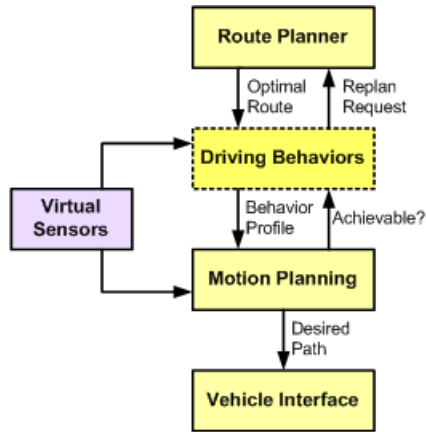 Route Planner
Optimal
Route
Replan
Request
Driving Behaviors
Virtual
Sensors
Behavior
Profile
Achievable?
Motion Planning
Desired
Path
Vehicle Interface